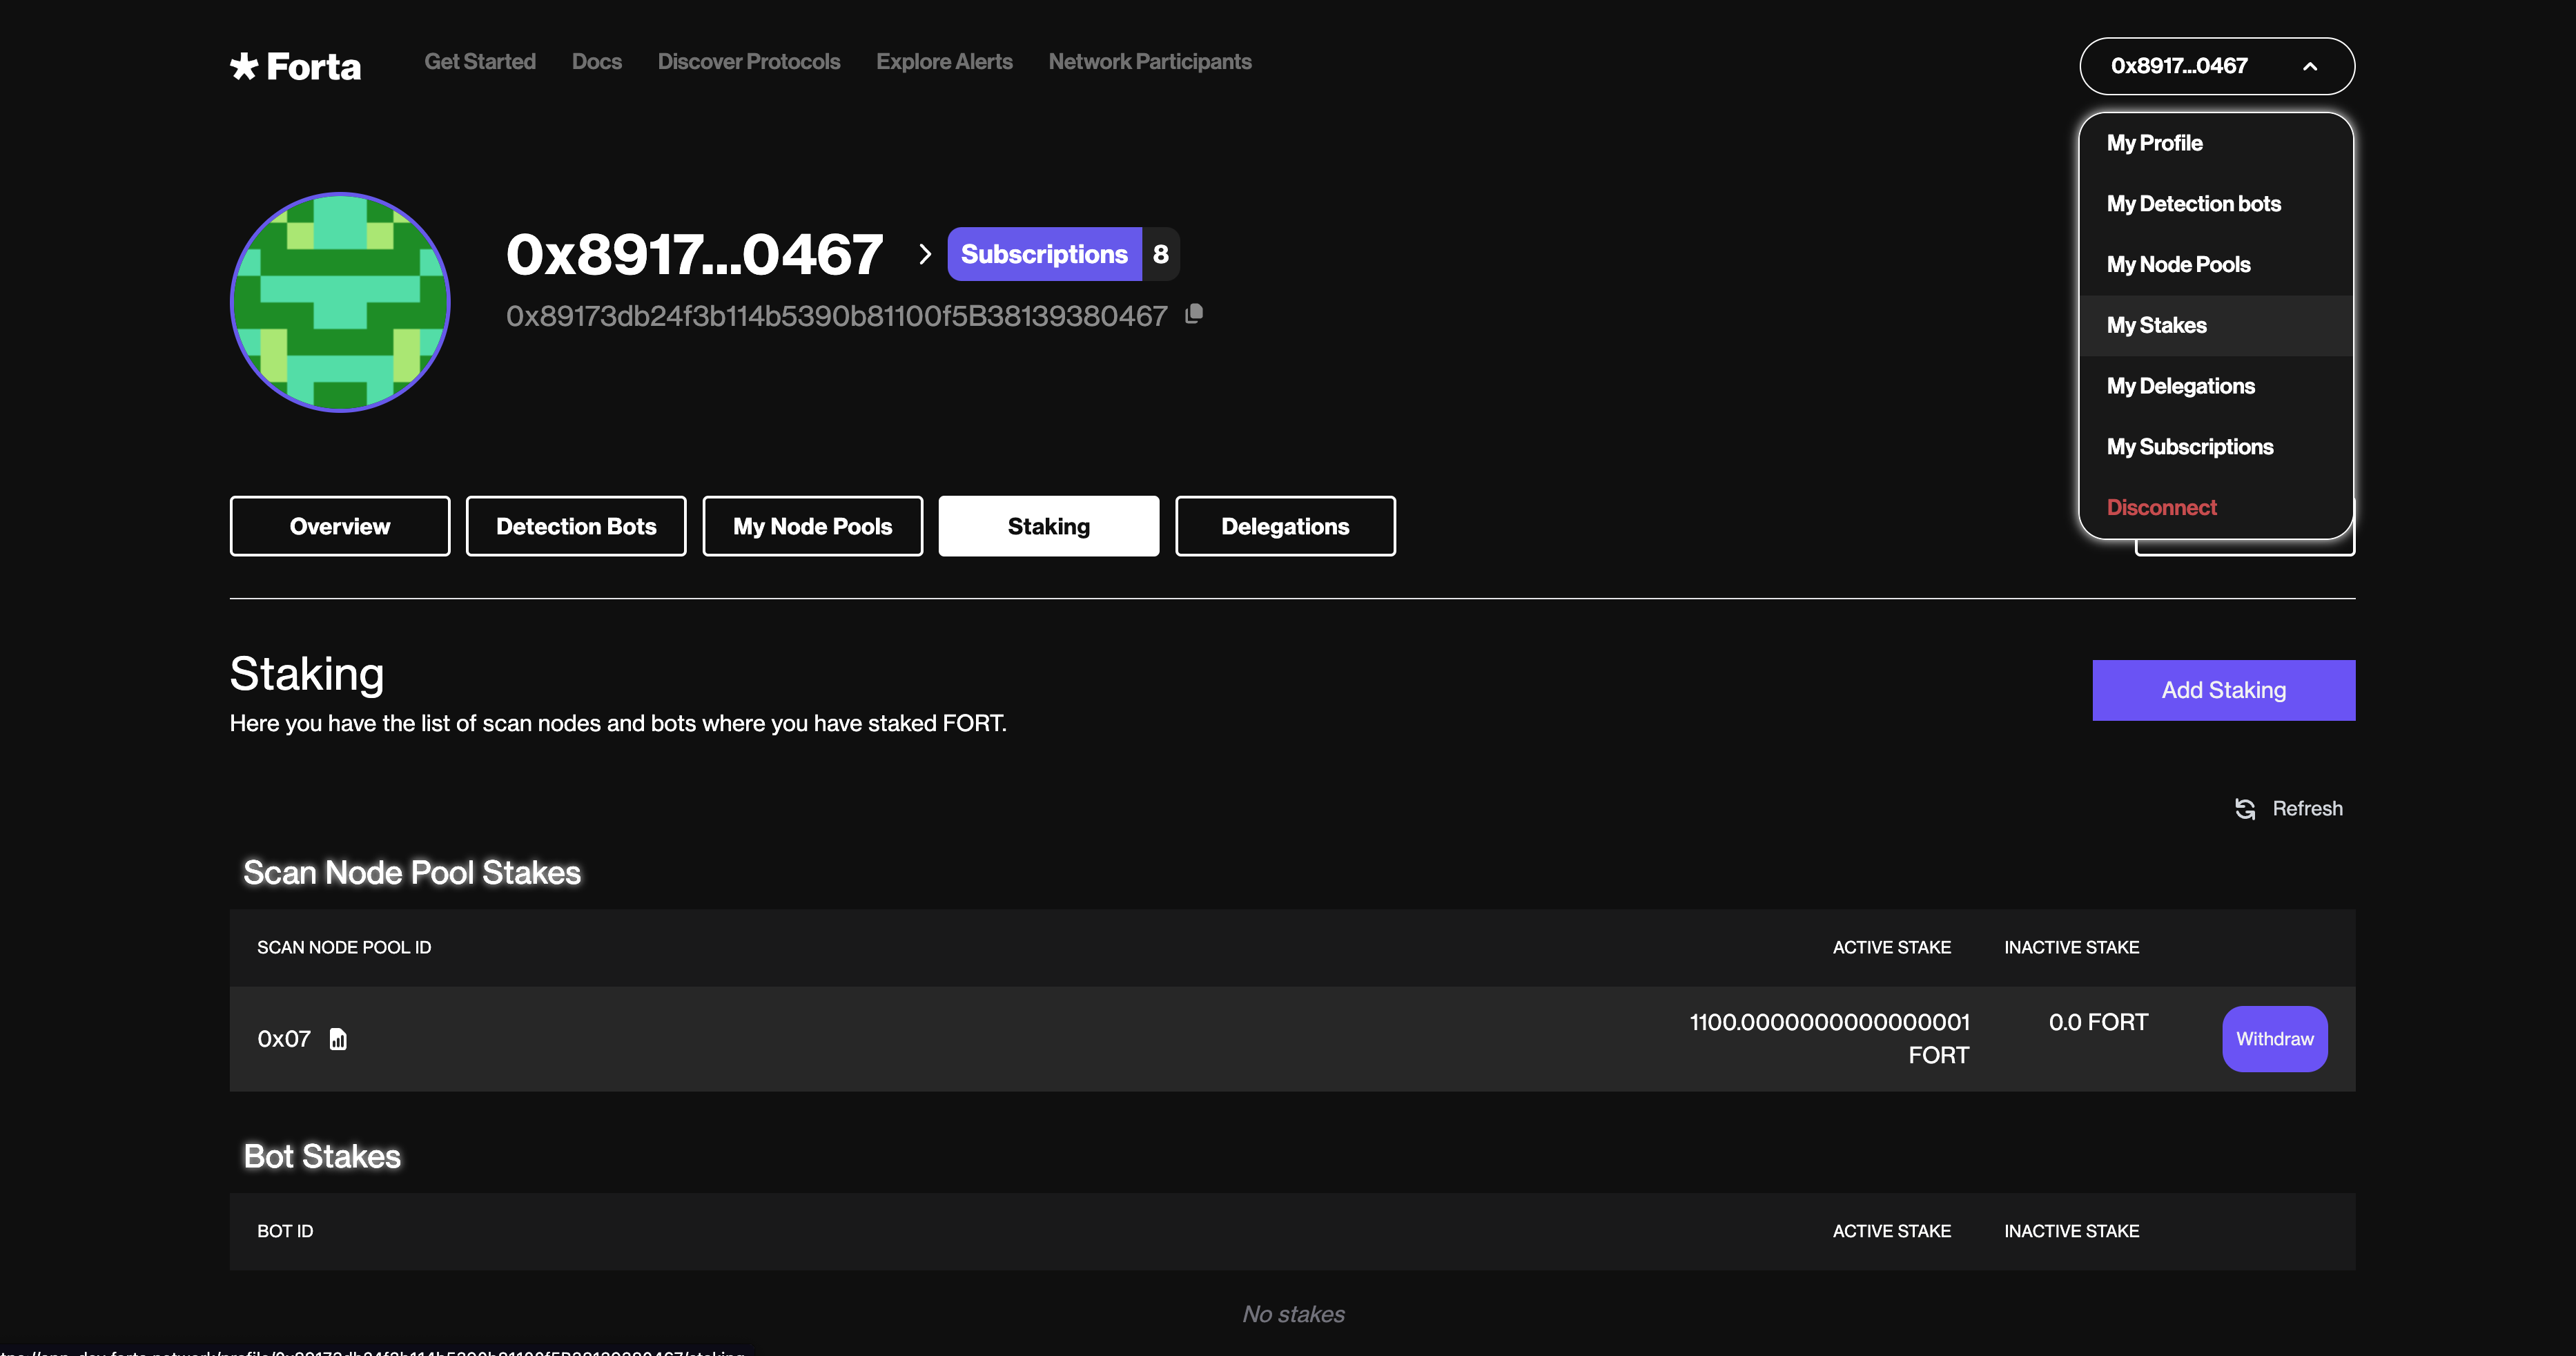 Forta
Get Started
Docs
Discover Protocols
Explore Alerts
Network Participants
0x8917...0467
My Profile
My Detection bots
My Node Pools
My Stakes
My Delegations
My Subscriptions
Disconnect
0x8917...0467
Subscriptions 8
0x89173db24f3b114b5390b81100f5B38139380467
Overview
Detection Bots
My Node Pools
Staking
Delegations
Staking
Here you have the list of scan nodes and bots where you have staked FORT.
Add Staking
Refresh
Scan Node Pool Stakes
SCAN NODE POOL ID
ACTIVE STAKE
INACTIVE STAKE
0x07
1100.0000000000000001
FORT
0.0 FORT
Withdraw
Bot Stakes
BOT ID
ACTIVE STAKE
INACTIVE STAKE
No stakes